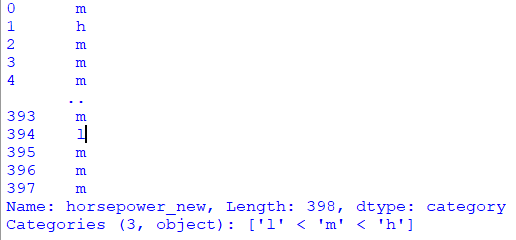 0      m
1      h
2      m
3      m
4      m
      ..
393    m
394    l
395    m
396    m
397    m
Name: horsepower_new, Length: 398, dtype: category
Categories (3, object): ['l' < 'm' < 'h']